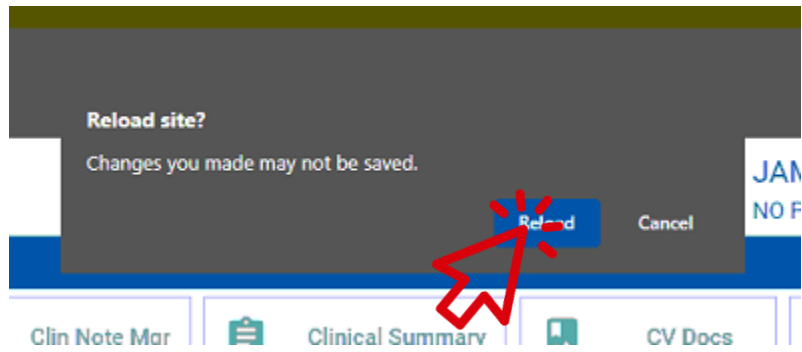 Reload site?
Changes you made may not be saved.
JAM
NO F
Reload Cancel
Clin Note Mgr Clinical Summary CV Docs